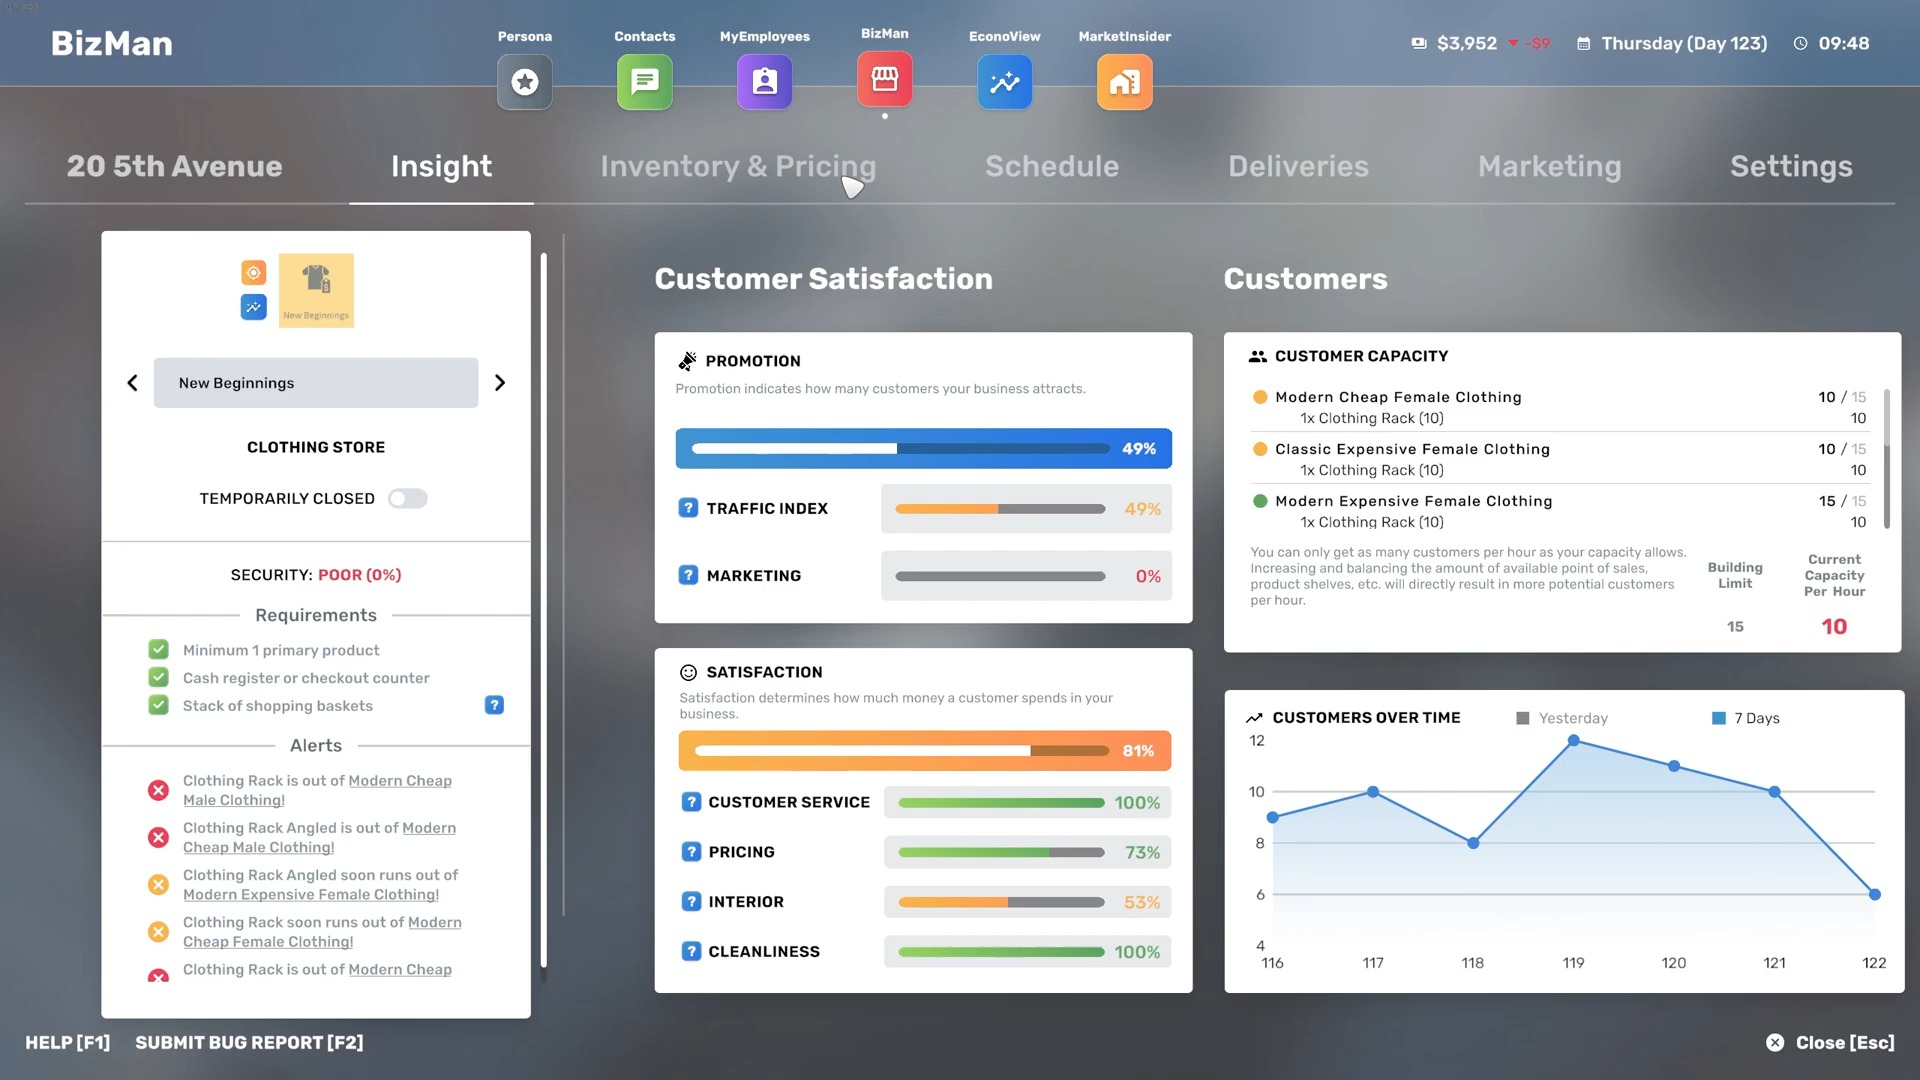 BizMan
Persona
Contacts
MyEmployees
BizMan
EconoView
MarketInsider
$3,952 -$9
Thursday (Day 123)
09:48
20 5th Avenue
Insight
Inventory & Pricing
Schedule
Deliveries
Marketing
Settings
New Beginnings
New Beginnings
CLOTHING STORE
TEMPORARILY CLOSED
SECURITY: POOR (0%)
Requirements
Minimum 1 primary product
Cash register or checkout counter
Stack of shopping baskets
?
Alerts
Clothing Rack is out of Modern Cheap
Male Clothing!
Clothing Rack Angled is out of Modern
Cheap Male Clothing!
Clothing Rack Angled soon runs out of
Modern Expensive Female Clothing!
Clothing Rack soon runs out of Modern
Cheap Female Clothing!
Clothing Rack is out of Modern Cheap
Customer Satisfaction
PROMOTION
Promotion indicates how many customers your business attracts.
49%
? TRAFFIC INDEX 49%
? MARKETING 0%
SATISFACTION
Satisfaction determines how much money a customer spends in your
business.
81%
? CUSTOMER SERVICE 100%
? PRICING 73%
? INTERIOR 53%
? CLEANLINESS 100%
Customers
CUSTOMER CAPACITY
Modern Cheap Female Clothing 10 / 15
1x Clothing Rack (10) 10
Classic Expensive Female Clothing 10 / 15
1x Clothing Rack (10) 10
Modern Expensive Female Clothing 15 / 15
1x Clothing Rack (10) 10
You can only get as many customers per hour as your capacity allows.
Increasing and balancing the amount of available point of sales,
product shelves, etc. will directly result in more potential customers
per hour.
Building
Limit
15
Current
Capacity
Per Hour
10
CUSTOMERS OVER TIME
Yesterday
7 Days
12
10
8
6
4
116 117 118 119 120 121 122
HELP [F1]
SUBMIT BUG REPORT [F2]
Close [Esc]